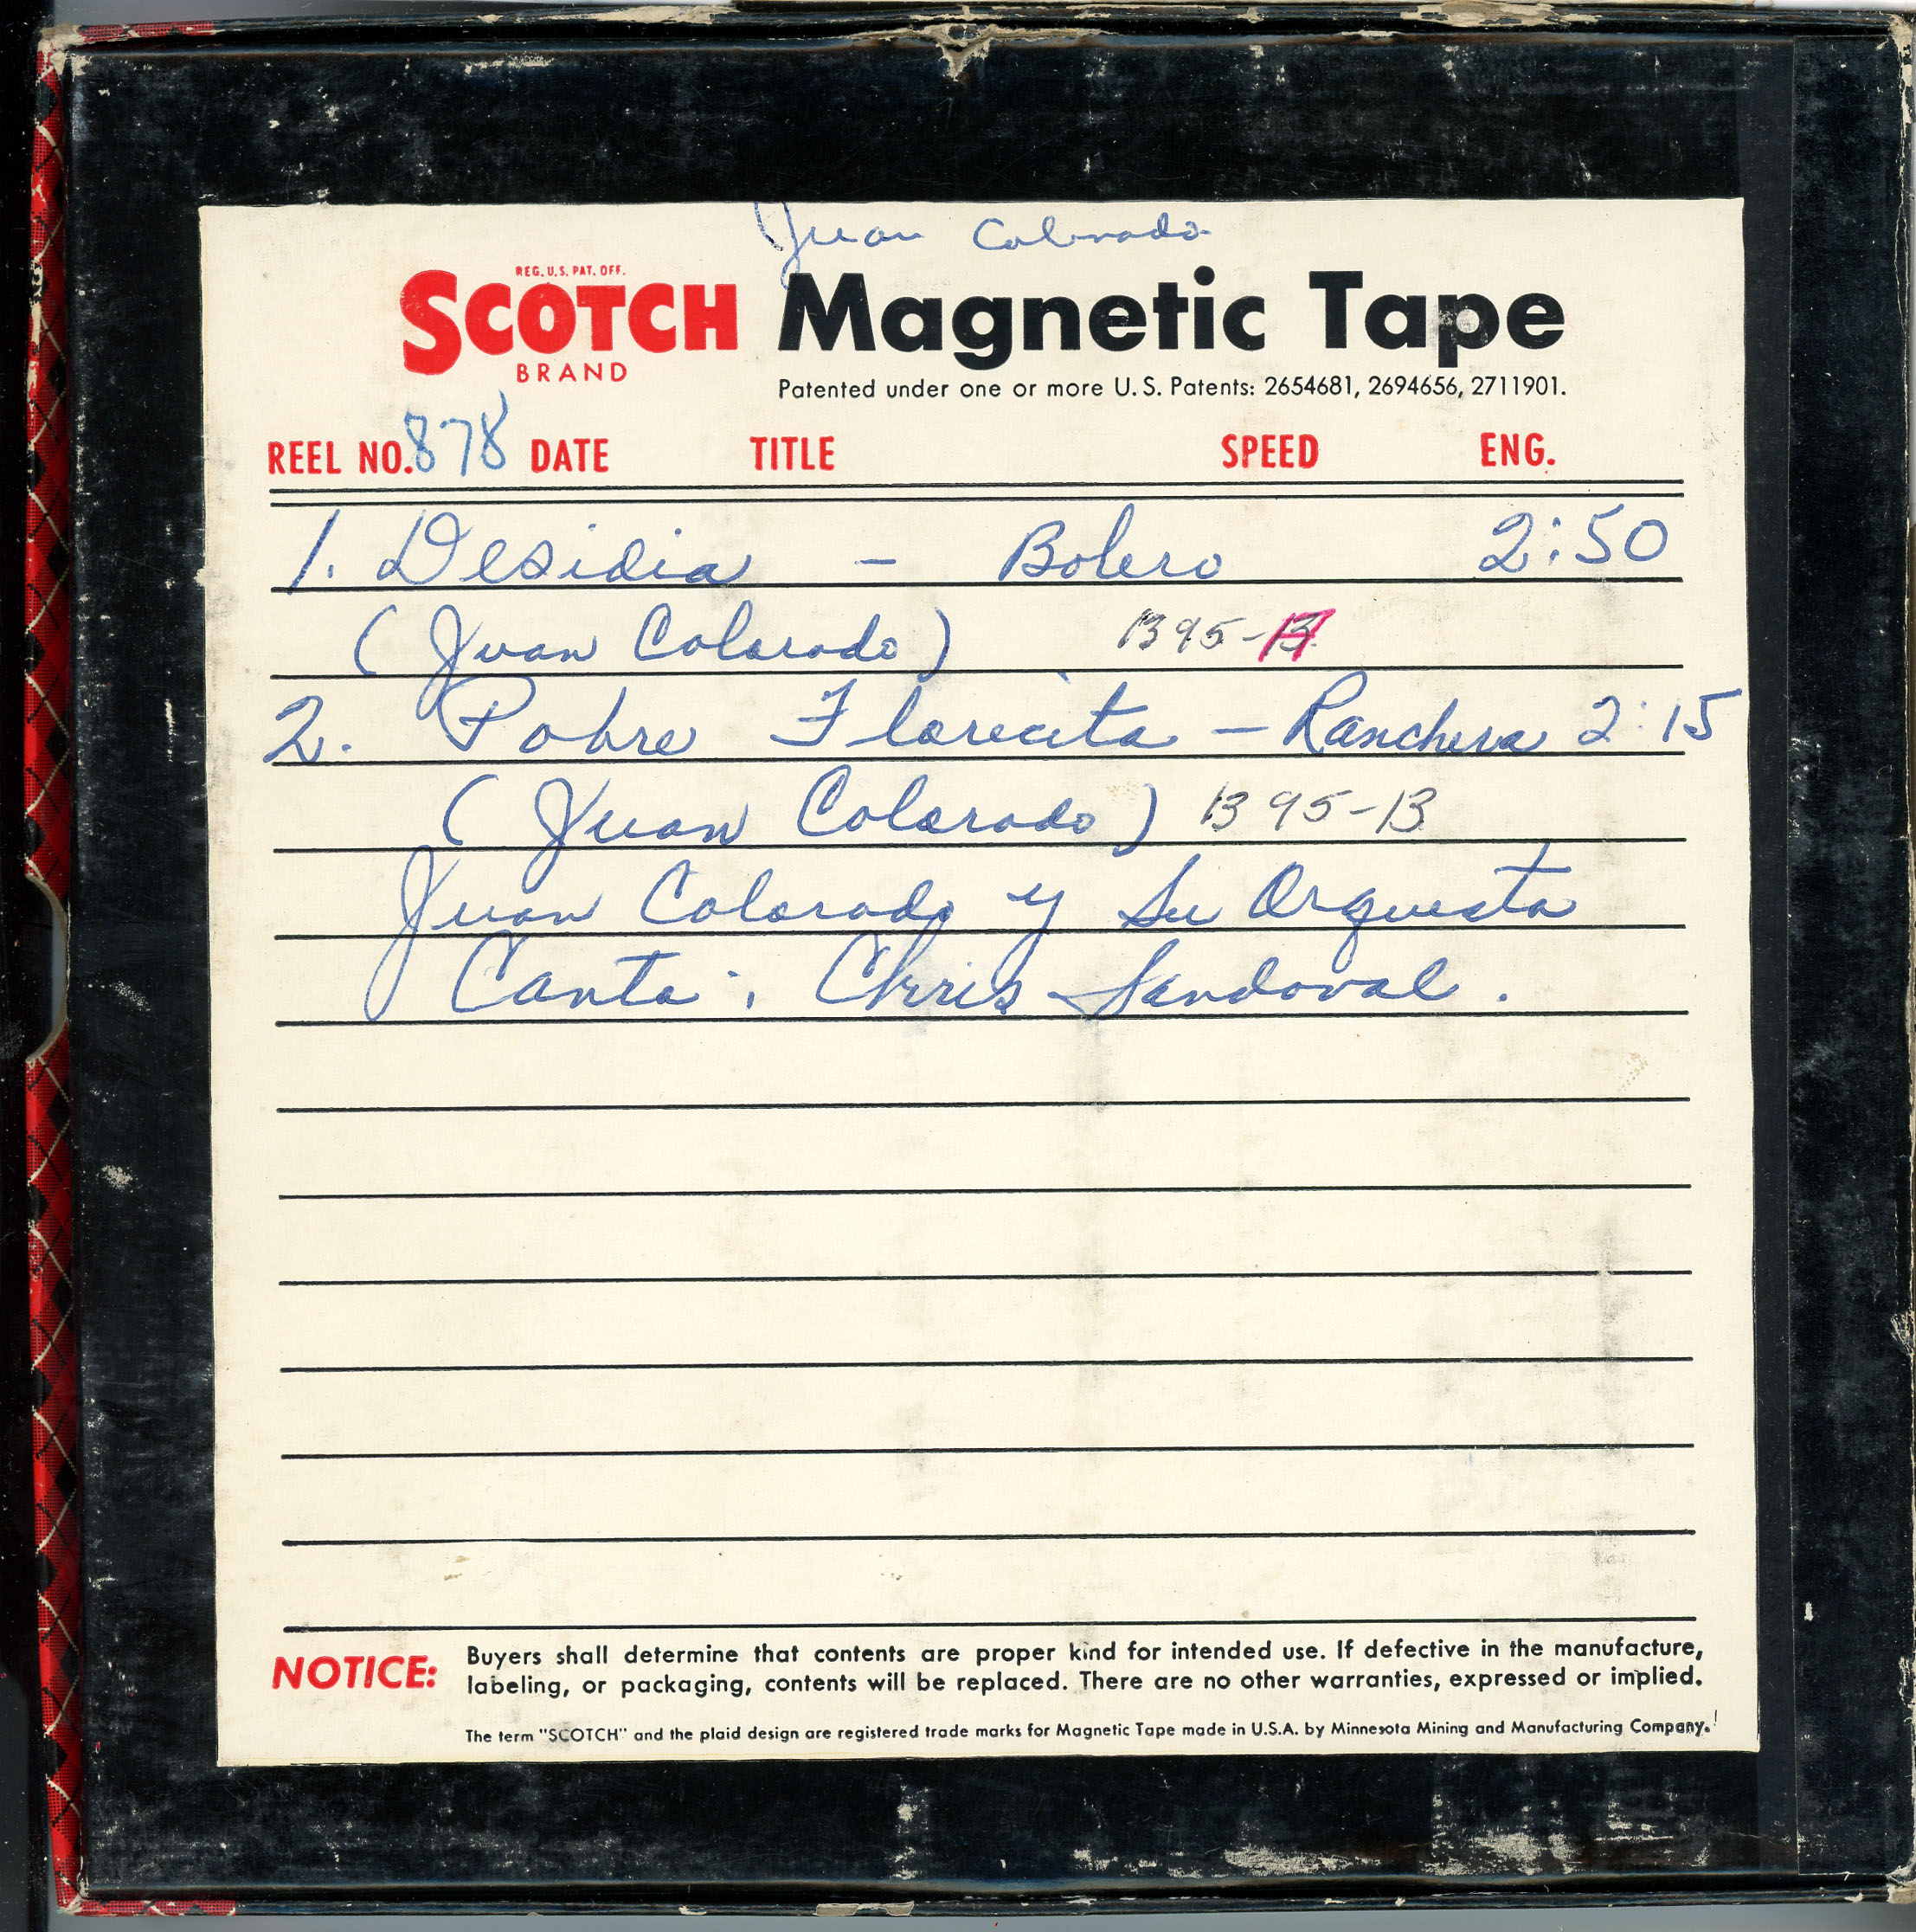 Juan Colorado
REG. U.S. PAT. OFF.
SCOTCH Magnetic Tape
BRAND
Patented under one or more U.S. Patents: 2654681, 2694656, 2711901.
REEL NO. 878 DATE TITLE SPEED ENG.
1. Desidia - Bolero 2:50
(Juan Colorado) 1395-
2. Pobre Florecita - Ranchera 2:15
(Juan Colorado) 1395-13
Juan Colorado y Su Orquesta
Canta: Chris Sandoval.
NOTICE: Buyers shall determine that contents are proper kind for intended use. If defective in the manufacture,
labeling, or packaging, contents will be replaced. There are no other warranties, expressed or implied.
The term "SCOTCH" and the plaid design are registered trade marks for Magnetic Tape made in U.S.A. by Minnesota Mining and Manufacturing Company.